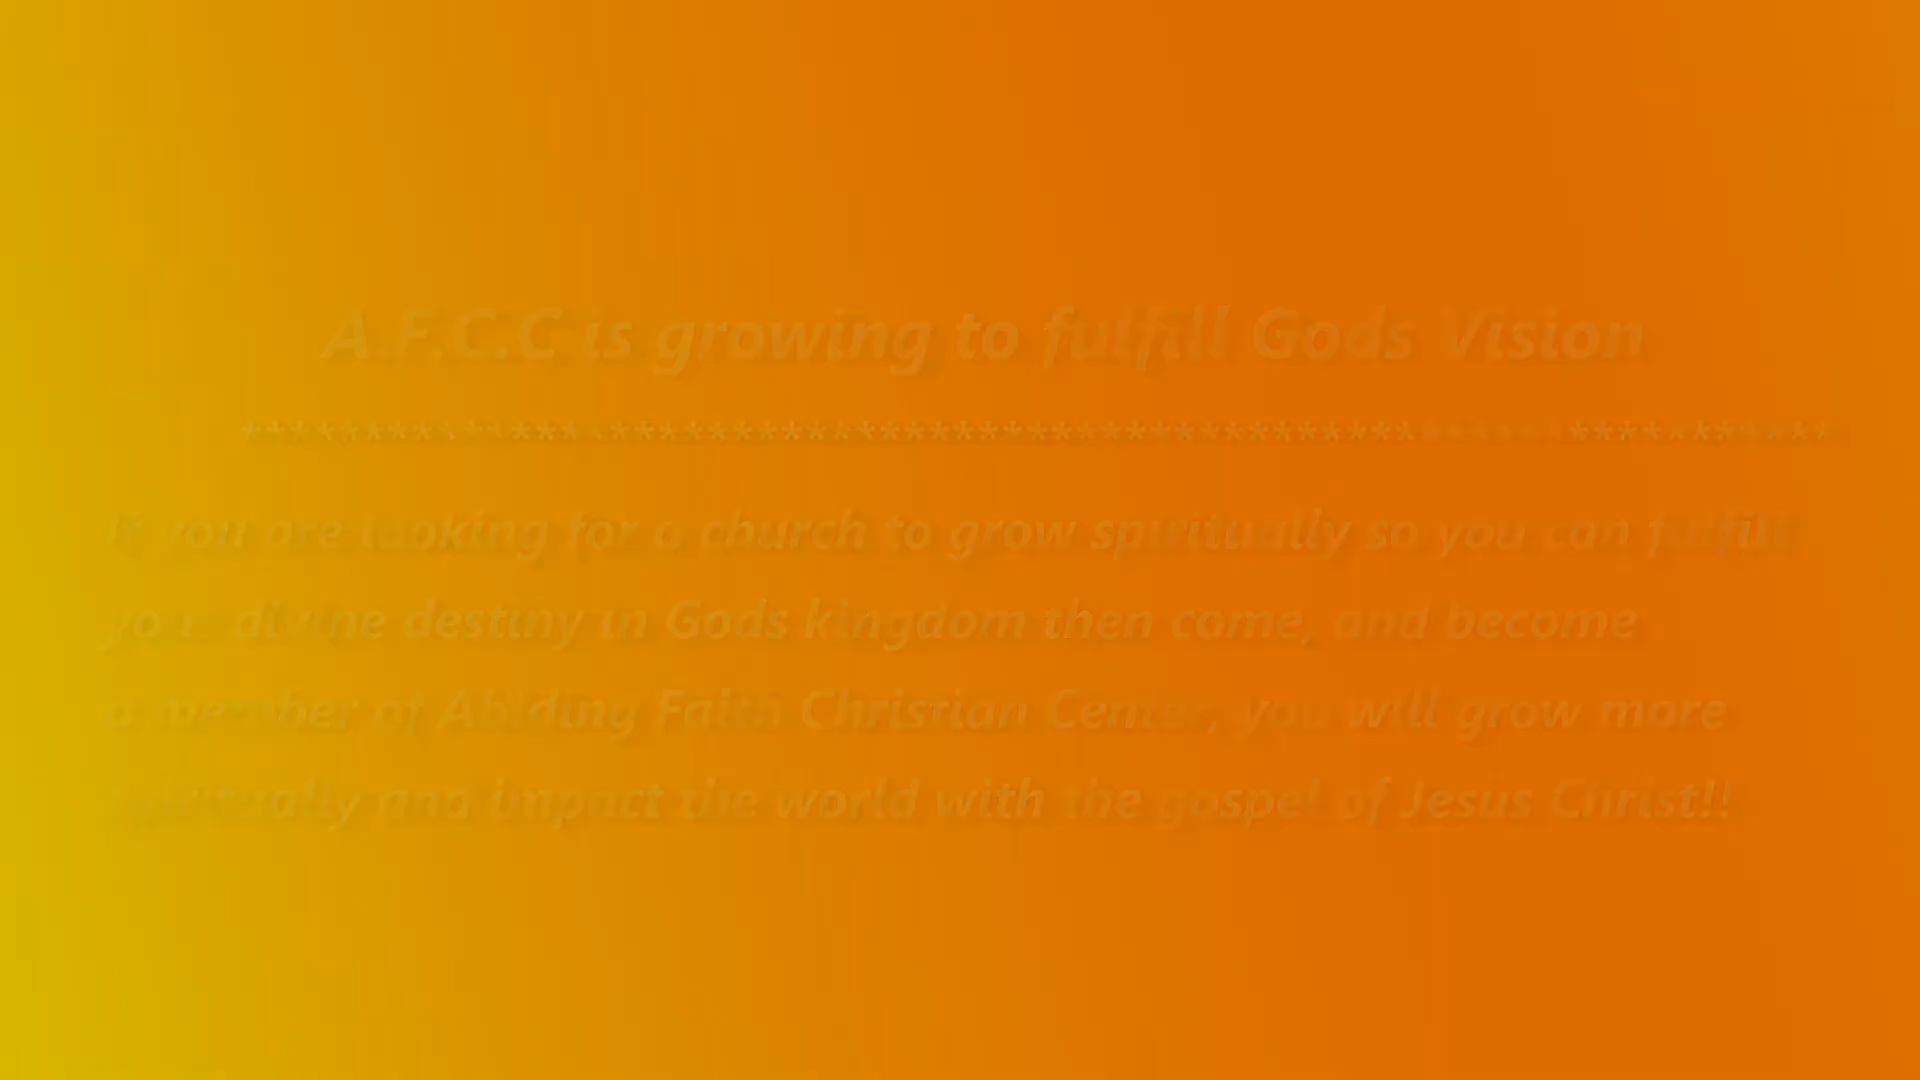 A.F.C.C is growing to fulfill Gods Vision
******************************************************************
If you are looking for a church to grow spiritually so you can fulfill
your divine destiny in Gods kingdom then come, and become
a member of Abiding Faith Christian Center, you will grow more
spiritually and impact the world with the gospel of Jesus Christ!!